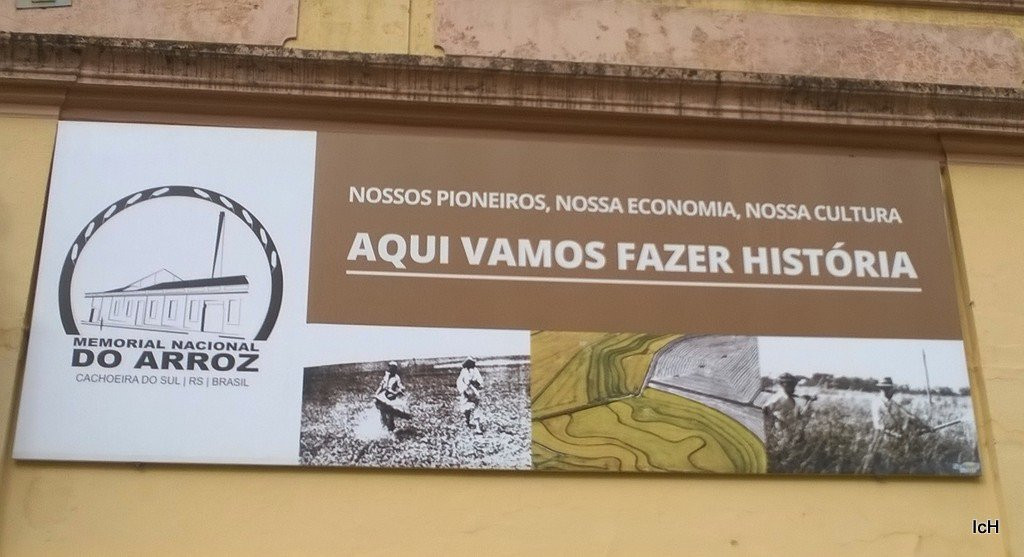 NOSSOS PIONEIROS, NOSSA ECONOMIA, NOSSA CULTURA
AQUI VAMOS FAZER HISTÓRIA
MEMORIAL NACIONAL
DO ARROZ
CACHOEIRA DO SUL | RS | BRASIL
IcH